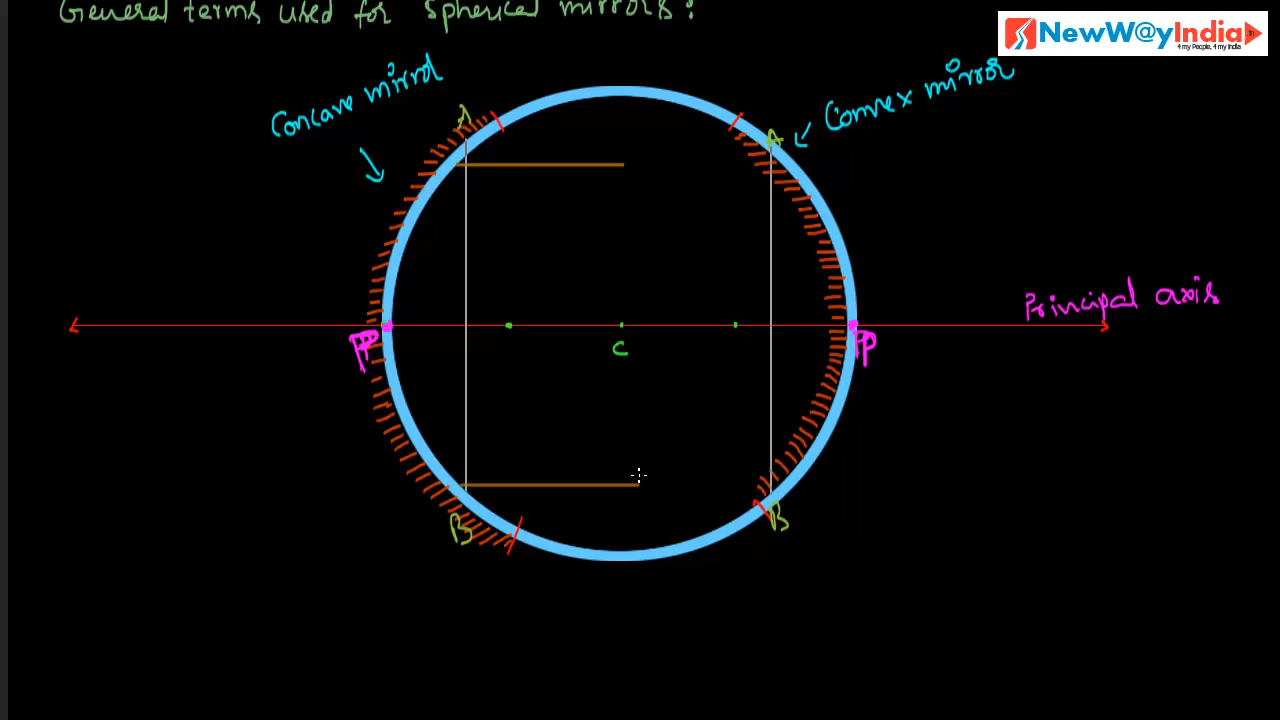 General terms used for spherical mirrors:
NewW@yIndia.in
4 my People, 4 my India
Concave mirror
Convex mirror
A
A
Principal axis
P
C
P
B
B